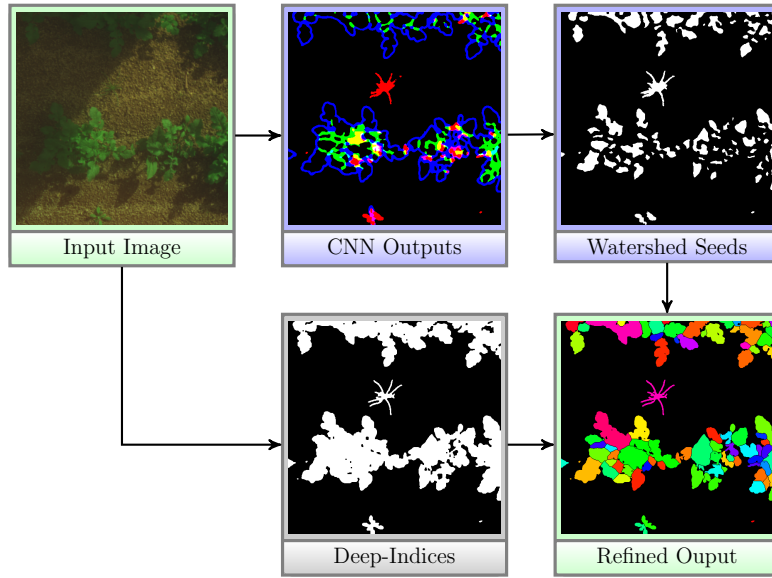 Input Image
CNN Outputs
Watershed Seeds
Deep-Indices
Refined Ouput